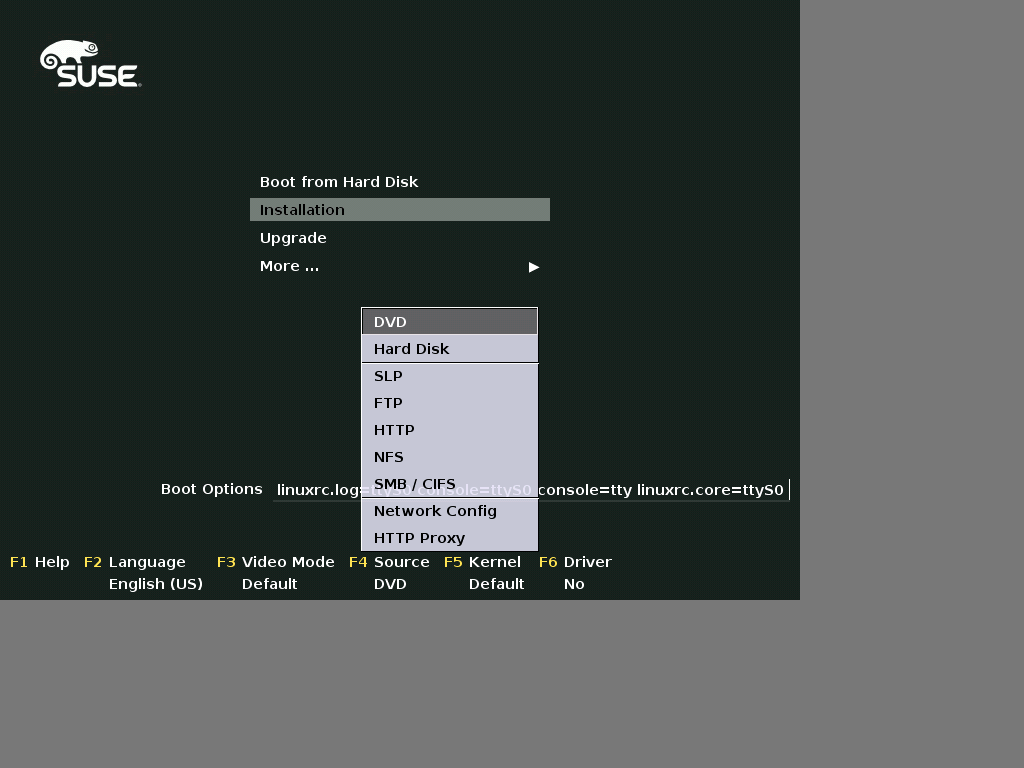 SUSE
Boot from Hard Disk
Installation
Upgrade
More ...
DVD
Hard Disk
SLP
FTP
HTTP
NFS
SMB / CIFS
Network Config
HTTP Proxy
Boot Options linuxrc.log=ttyS0 console=ttyS0 console=tty linuxrc.core=ttyS0
F1 Help F2 Language F3 Video Mode F4 Source F5 Kernel F6 Driver
English (US) Default DVD Default No